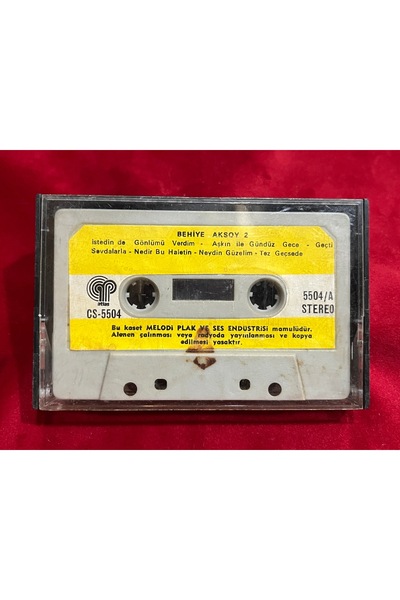 BEHİYE AKSOY 2
İstedin de Gönlümü Verdim - Aşkın ile Gündüz Gece - Geçti
Sevdalarla - Nedir Bu Haletin - Neydin Güzelim - Tez Geçsede
CS-5504
5504/A
STEREO
Bu kaset MELODİ PLAK VE SES ENDÜSTRİSİ mamulüdür.
Alenen çalınması veya radyoda yayınlanması ve kopya
edilmesi yasaktır.